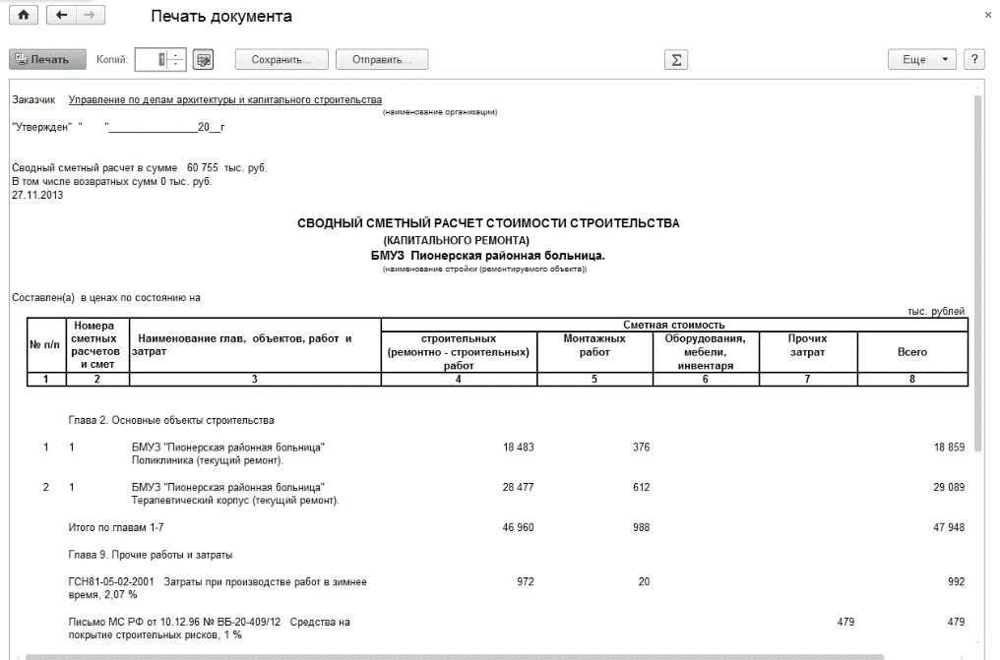 Печать документа
Печать Копий: 1 Сохранить... Отправить... Σ Еще ?
Заказчик Управление по делам архитектуры и капитального строительства
(наименование организации)
"Утвержден" " "________________20__г
Сводный сметный расчет в сумме 60 755 тыс. руб.
В том числе возвратных сумм 0 тыс. руб.
27.11.2013
СВОДНЫЙ СМЕТНЫЙ РАСЧЕТ СТОИМОСТИ СТРОИТЕЛЬСТВА
(КАПИТАЛЬНОГО РЕМОНТА)
БМУЗ Пионерская районная больница.
(наименование стройки (ремонтируемого объекта))
Составлен(а) в ценах по состоянию на
тыс. рублей
№ п/п
Номера
сметных
расчетов
и смет
Наименование глав, объектов, работ и
затрат
Сметная стоимость
строительных
(ремонтно - строительных)
работ
Монтажных
работ
Оборудования,
мебели,
инвентаря
Прочих
затрат
Всего
1 2 3 4 5 6 7 8
Глава 2. Основные объекты строительства
1 1 БМУЗ "Пионерская районная больница" 18 483 376 18 859
Поликлиника (текущий ремонт).
2 1 БМУЗ "Пионерская районная больница" 28 477 612 29 089
Терапевтический корпус (текущий ремонт).
Итого по главам 1-7 46 960 988 47 948
Глава 9. Прочие работы и затраты
ГСН81-05-02-2001 Затраты при производстве работ в зимнее 972 20 992
время, 2,07 %
Письмо МС РФ от 10.12.96 № ВБ-20-409/12 Средства на 479 479
покрытие строительных рисков, 1 %